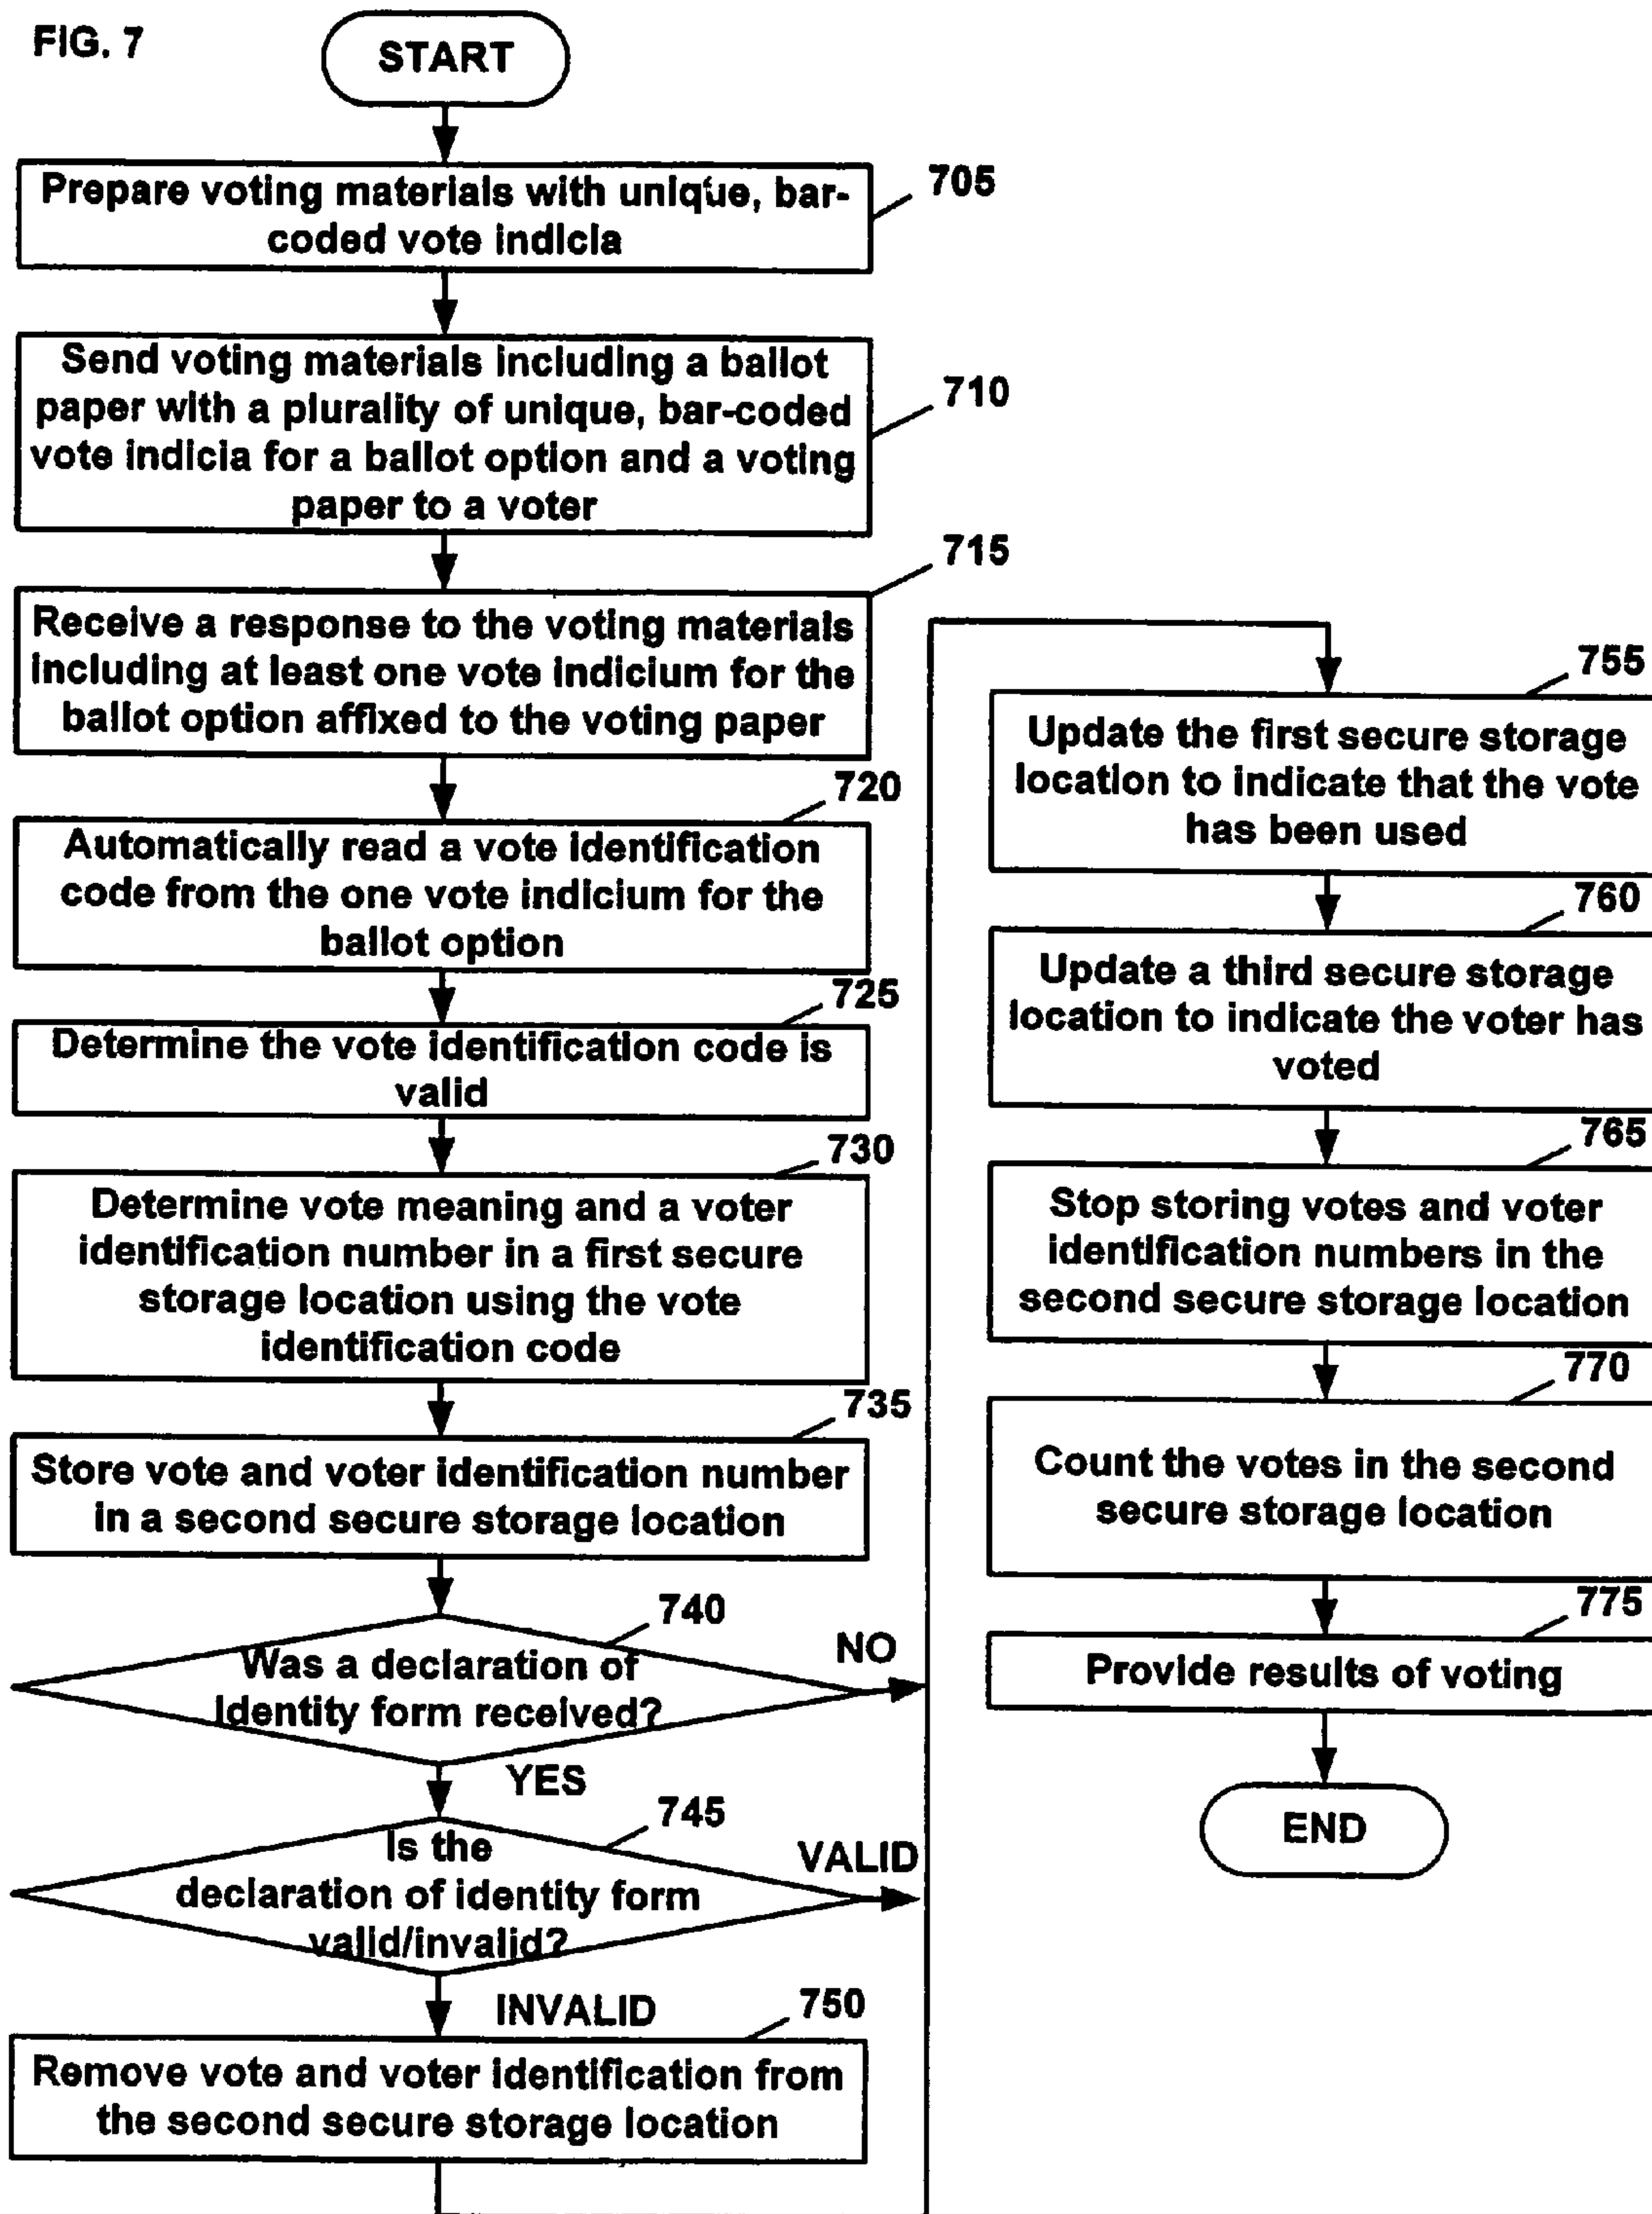 FIG. 7
START
Prepare voting materials with unique, bar-
coded vote indicia
705
Send voting materials including a ballot
paper with a plurality of unique, bar-coded
vote indicia for a ballot option and a voting
paper to a voter
710
Receive a response to the voting materials
including at least one vote indicium for the
ballot option affixed to the voting paper
715
Automatically read a vote identification
code from the one vote indicium for the
ballot option
720
Determine the vote identification code is
valid
725
Determine vote meaning and a voter
identification number in a first secure
storage location using the vote
identification code
730
Store vote and voter identification number
in a second secure storage location
735
Was a declaration of
identity form received?
740
NO
YES
Is the
declaration of identity form
valid/invalid?
745
VALID
INVALID
Remove vote and voter identification from
the second secure storage location
750
Update the first secure storage
location to indicate that the vote
has been used
755
Update a third secure storage
location to indicate the voter has
voted
760
Stop storing votes and voter
identification numbers in the
second secure storage location
765
Count the votes in the second
secure storage location
770
Provide results of voting
775
END